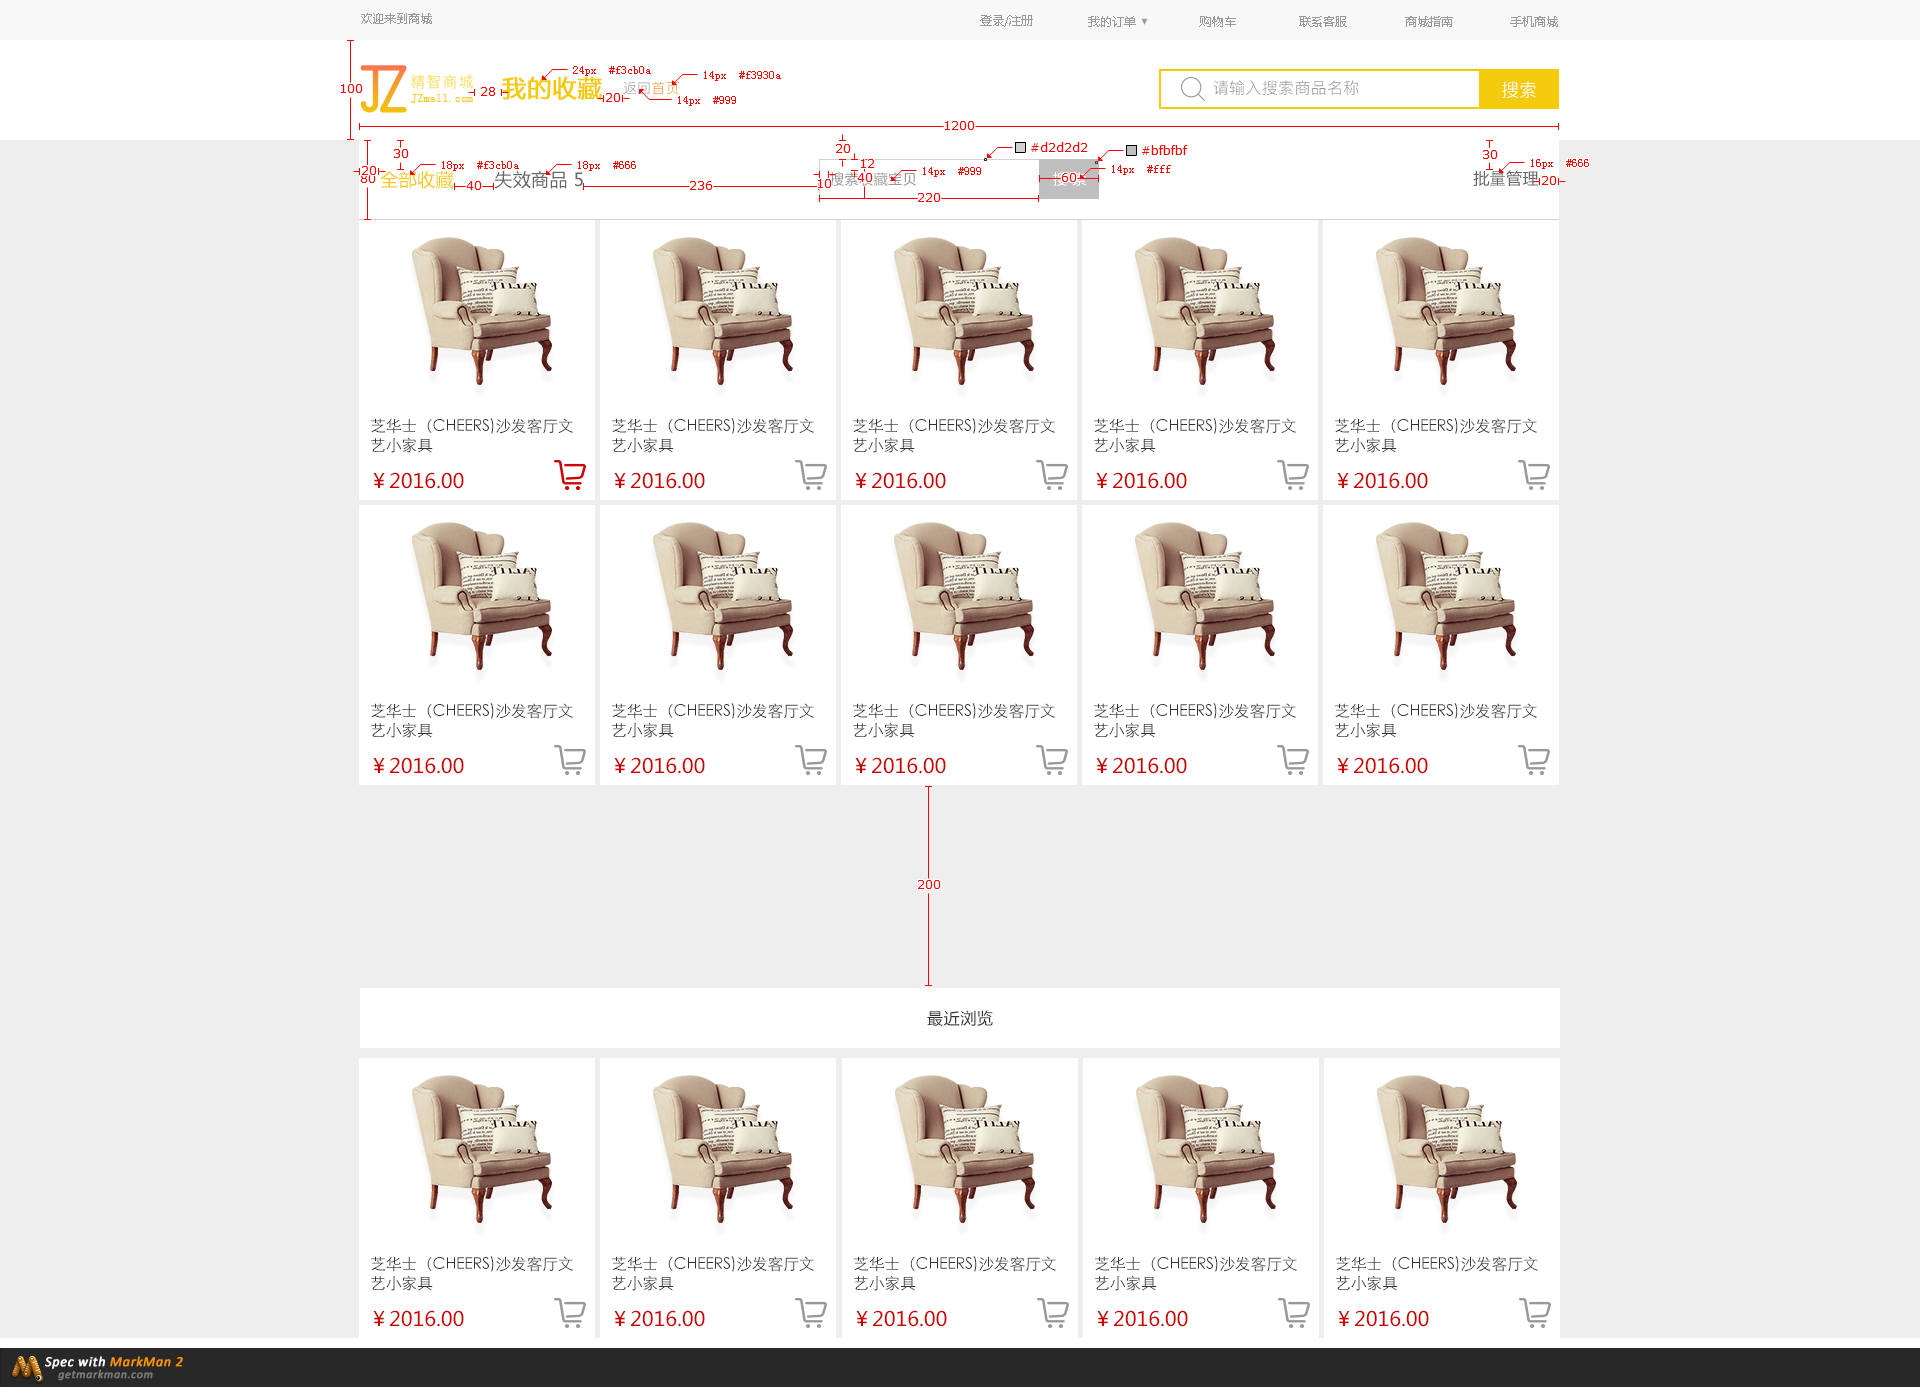 欢迎来到商城 登录/注册 我的订单 ▼ 购物车 联系客服 商城指南 手机商城
24px #f3cb0a
14px #f3930a
JZ 精智商城 28 我的收藏 20 返回首页
JZmall.com
14px #999
100
请输入搜索商品名称 搜索
1200
20 #d2d2d2 #bfbfbf
30 30
18px #f3cb0a 18px #666 12 14px #999 14px #fff 16px #666
20 80 全部收藏 40 失效商品 5 236 10 搜索收藏宝贝 40 搜索 60 批量管理 20
220
芝华士（CHEERS)沙发客厅文 芝华士（CHEERS)沙发客厅文 芝华士（CHEERS)沙发客厅文 芝华士（CHEERS)沙发客厅文 芝华士（CHEERS)沙发客厅文
艺小家具 艺小家具 艺小家具 艺小家具 艺小家具
¥ 2016.00 ¥ 2016.00 ¥ 2016.00 ¥ 2016.00 ¥ 2016.00
芝华士（CHEERS)沙发客厅文 芝华士（CHEERS)沙发客厅文 芝华士（CHEERS)沙发客厅文 芝华士（CHEERS)沙发客厅文 芝华士（CHEERS)沙发客厅文
艺小家具 艺小家具 艺小家具 艺小家具 艺小家具
¥ 2016.00 ¥ 2016.00 ¥ 2016.00 ¥ 2016.00 ¥ 2016.00
200
最近浏览
芝华士（CHEERS)沙发客厅文 芝华士（CHEERS)沙发客厅文 芝华士（CHEERS)沙发客厅文 芝华士（CHEERS)沙发客厅文 芝华士（CHEERS)沙发客厅文
艺小家具 艺小家具 艺小家具 艺小家具 艺小家具
¥ 2016.00 ¥ 2016.00 ¥ 2016.00 ¥ 2016.00 ¥ 2016.00
Spec with MarkMan 2
getmarkman.com